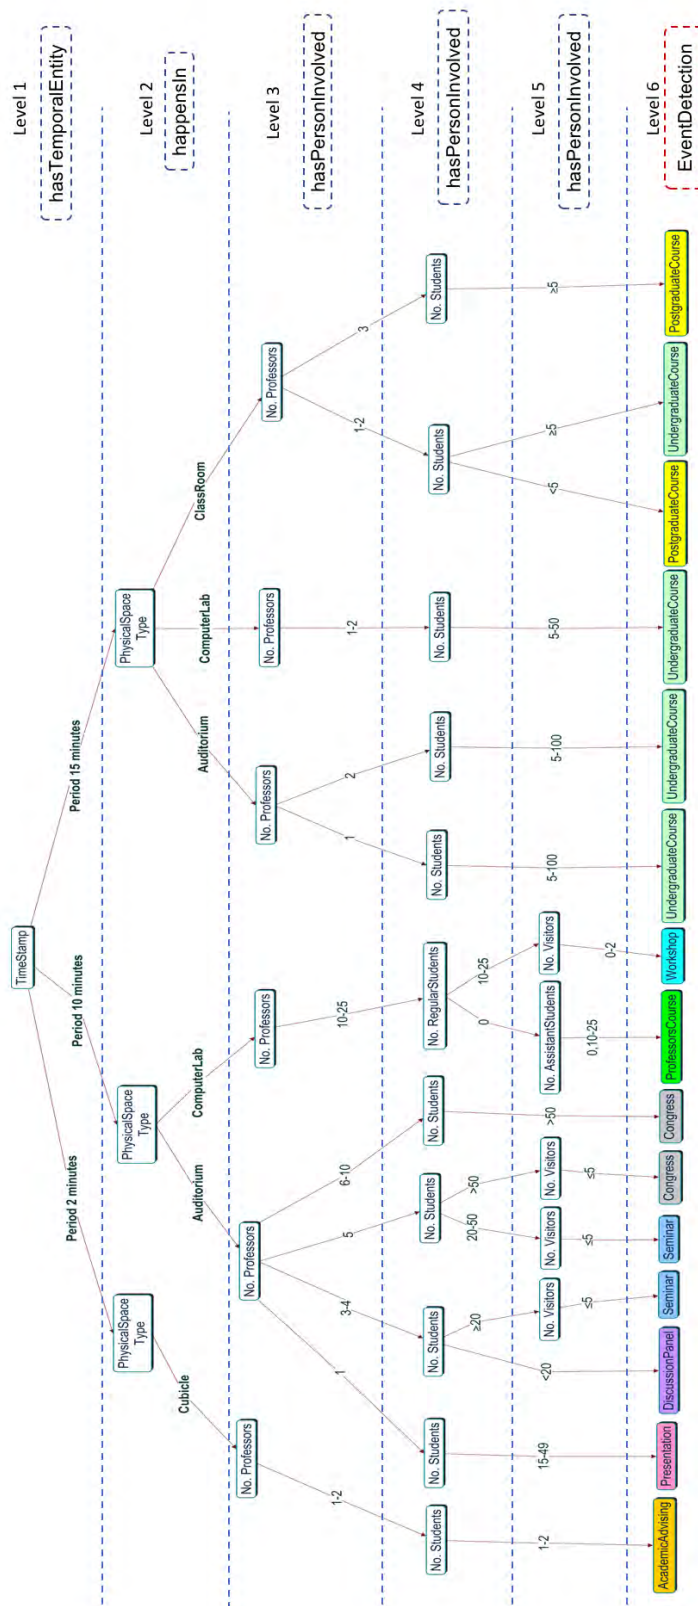 Level 1
hasTemporalEntity
Level 2
happensIn
Level 3
hasPersonInvolved
Level 4
hasPersonInvolved
Level 5
hasPersonInvolved
Level 6
EventDetection
TimeStamp
Period 2 minutes
Period 10 minutes
Period 15 minutes
PhysicalSpace
Type
PhysicalSpace
Type
PhysicalSpace
Type
Cubicle
Auditorium
ComputerLab
Auditorium
ComputerLab
ClassRoom
No. Professors
No. Professors
No. Professors
No. Professors
No. Professors
No. Professors
1-2
1
3-4
5
6-10
10-25
1
2
1-2
1-2
3
No. Students
No. Students
No. Students
No. Students
No. Students
No. RegularStudents
No. Students
No. Students
No. Students
No. Students
No. Students
1-2
15-49
<20
≥20
20-50
>50
>50
0
10-25
5-100
5-100
5-50
<5
≥5
≥5
No. Visitors
No. Visitors
No. Visitors
No. AssistantStudents
No. Visitors
≤5
≤5
≤5
0,10-25
0-2
AcademicAdvising
Presentation
DiscussionPanel
Seminar
Seminar
Congress
Congress
ProfessorsCourse
Workshop
UndergraduateCourse
UndergraduateCourse
UndergraduateCourse
PostgraduateCourse
UndergraduateCourse
PostgraduateCourse